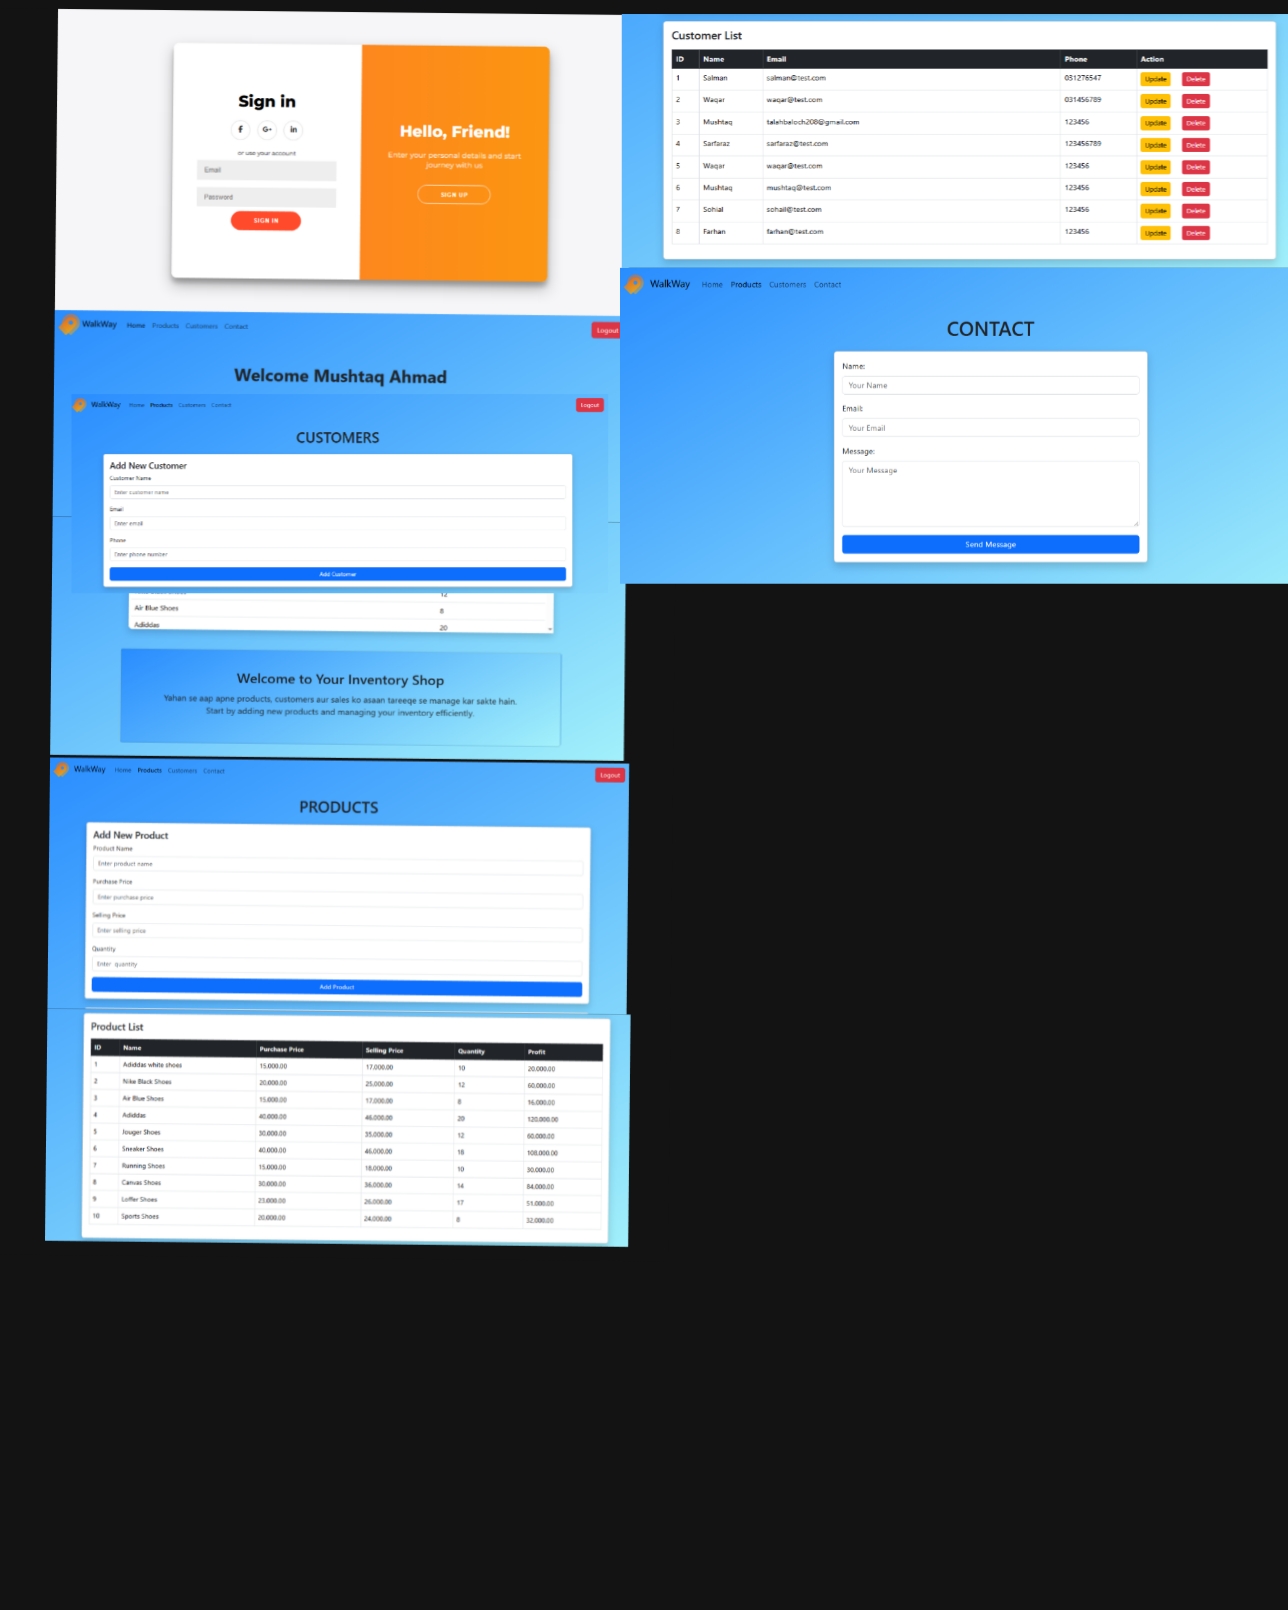 Sign in
f G+ in
or use your account
Email
Password
SIGN IN
Hello, Friend!
Enter your personal details and start
journey with us
SIGN UP
WalkWay Home Products Customers Contact Logout
Welcome Mushtaq Ahmad
WalkWay Home Products Customers Contact Logout
CUSTOMERS
Add New Customer
Customer Name
Enter customer name
Email
Enter email
Phone
Enter phone number
Add Customer
12
Air Blue Shoes 8
Adiddas 20
Welcome to Your Inventory Shop
Yahan se aap apne products, customers aur sales ko asaan tareeqe se manage kar sakte hain.
Start by adding new products and managing your inventory efficiently.
WalkWay Home Products Customers Contact Logout
PRODUCTS
Add New Product
Product Name
Enter product name
Purchase Price
Enter purchase price
Selling Price
Enter selling price
Quantity
Enter quantity
Add Product
Product List
ID Name Purchase Price Selling Price Quantity Profit
1 Adiddas white shoes 15,000.00 17,000.00 10 20,000.00
2 Nike Black Shoes 20,000.00 25,000.00 12 60,000.00
3 Air Blue Shoes 15,000.00 17,000.00 8 16,000.00
4 Adiddas 40,000.00 46,000.00 20 120,000.00
5 Jouger Shoes 30,000.00 35,000.00 12 60,000.00
6 Sneaker Shoes 40,000.00 46,000.00 18 108,000.00
7 Running Shoes 15,000.00 18,000.00 10 30,000.00
8 Canvas Shoes 30,000.00 36,000.00 14 84,000.00
9 Loffer Shoes 23,000.00 26,000.00 17 51,000.00
10 Sports Shoes 20,000.00 24,000.00 8 32,000.00
Customer List
ID Name Email Phone Action
1 Salman salman@test.com 031276547 Update Delete
2 Waqar waqar@test.com 031456789 Update Delete
3 Mushtaq talahbaloch208@gmail.com 123456 Update Delete
4 Sarfaraz sarfaraz@test.com 123456789 Update Delete
5 Waqar waqar@test.com 123456 Update Delete
6 Mushtaq mushtaq@test.com 123456 Update Delete
7 Sohial sohail@test.com 123456 Update Delete
8 Farhan farhan@test.com 123456 Update Delete
WalkWay Home Products Customers Contact
CONTACT
Name:
Your Name
Email:
Your Email
Message:
Your Message
Send Message